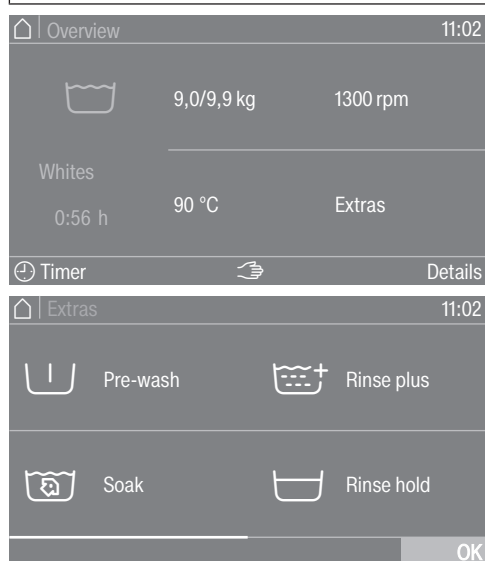 Overview 11:02
9,0/9,9 kg 1300 rpm
Whites
0:56 h
90 °C Extras
Timer Details
Extras 11:02
Pre-wash Rinse plus
Soak Rinse hold
OK